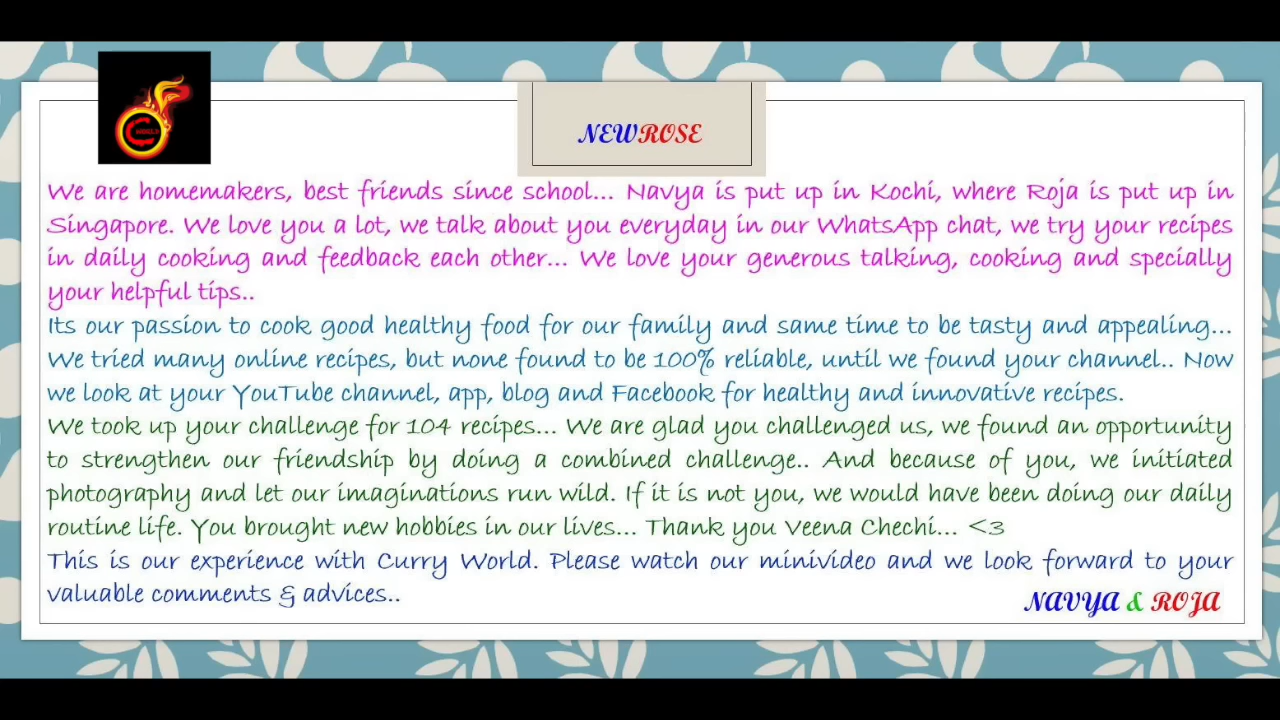 NEWROSE
We are homemakers, best friends since school... Navya is put up in Kochi, where Roja is put up in
Singapore. We love you a lot, we talk about you everyday in our WhatsApp chat, we try your recipes
in daily cooking and feedback each other... We love your generous talking, cooking and specially
your helpful tips..
Its our passion to cook good healthy food for our family and same time to be tasty and appealing...
We tried many online recipes, but none found to be 100% reliable, until we found your channel.. Now
we look at your YouTube channel, app, blog and Facebook for healthy and innovative recipes.
We took up your challenge for 104 recipes... We are glad you challenged us, we found an opportunity
to strengthen our friendship by doing a combined challenge.. And because of you, we initiated
photography and let our imaginations run wild. If it is not you, we would have been doing our daily
routine life. You brought new hobbies in our lives... Thank you Veena Chechi... <3
This is our experience with Curry World. Please watch our minivideo and we look forward to your
valuable comments & advices..
NAVYA & ROJA